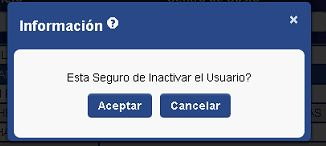 Información ?
×
Esta Seguro de Inactivar el Usuario?
Aceptar Cancelar